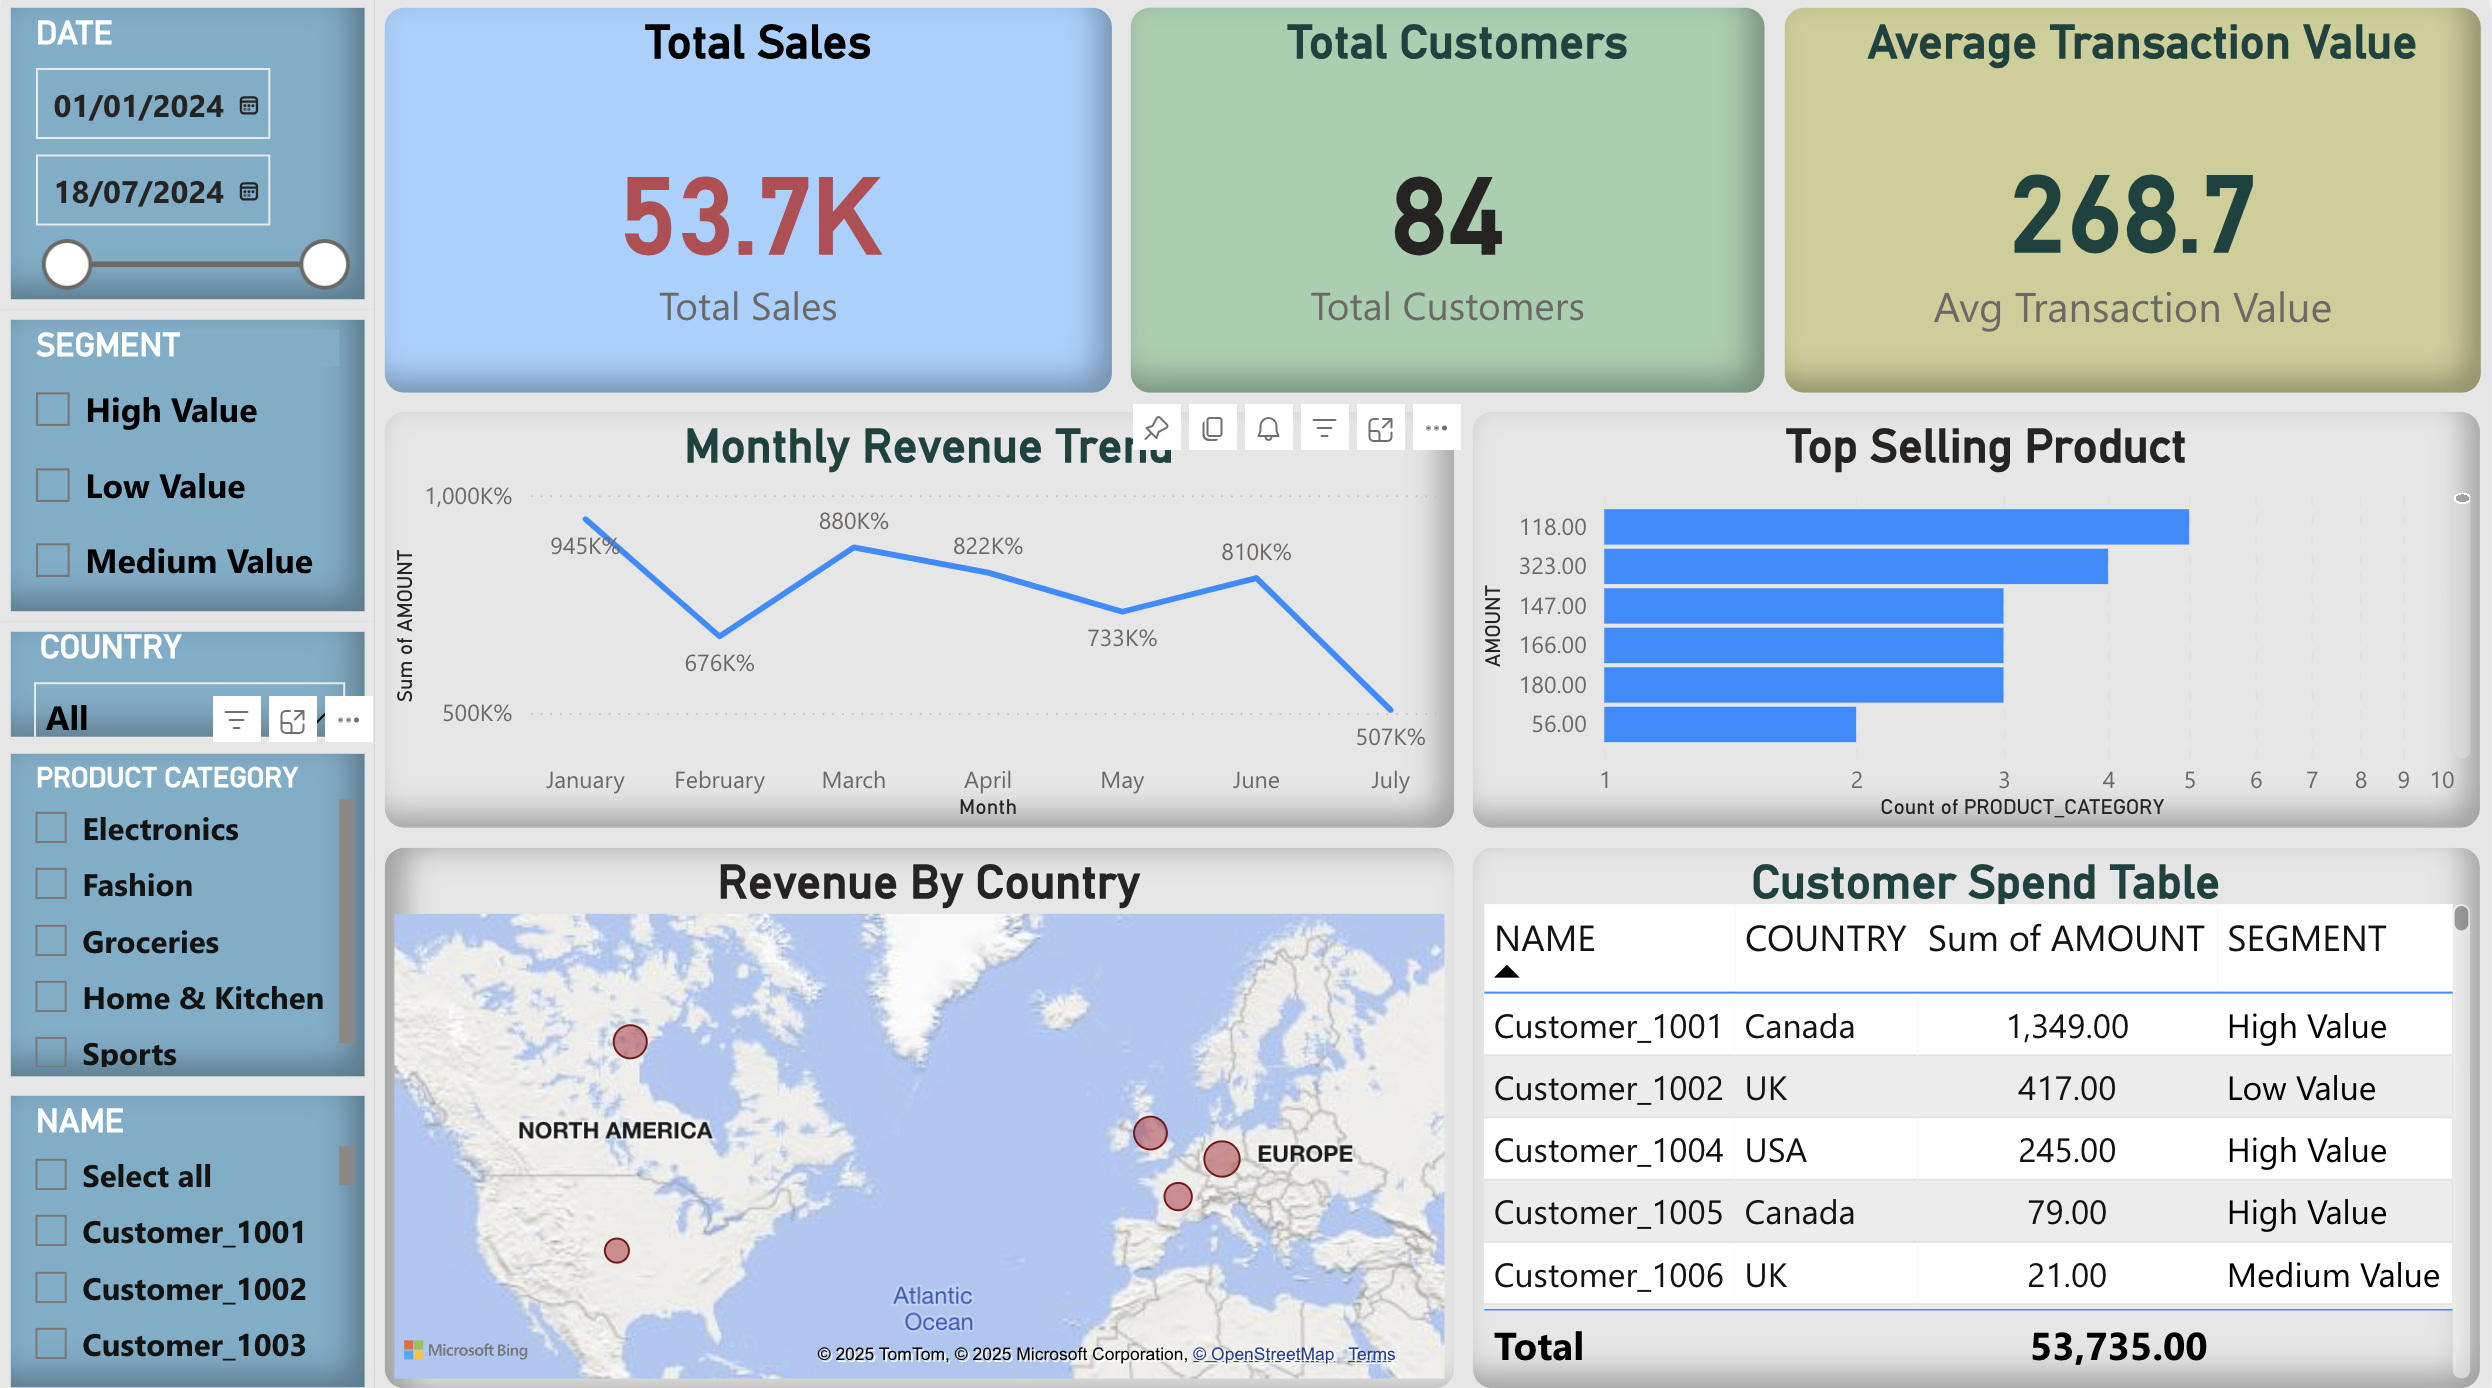 DATE
01/01/2024
18/07/2024
SEGMENT
High Value
Low Value
Medium Value
COUNTRY
All
PRODUCT CATEGORY
Electronics
Fashion
Groceries
Home & Kitchen
Sports
NAME
Select all
Customer_1001
Customer_1002
Customer_1003
Total Sales
53.7K
Total Sales
Total Customers
84
Total Customers
Average Transaction Value
268.7
Avg Transaction Value
Monthly Revenue Trend
Sum of AMOUNT
1,000K%
500K%
945K%
676K%
880K%
822K%
733K%
810K%
507K%
January February March April May June July
Month
Top Selling Product
AMOUNT
118.00
323.00
147.00
166.00
180.00
56.00
1 2 3 4 5 6 7 8 9 10
Count of PRODUCT_CATEGORY
Revenue By Country
NORTH AMERICA
EUROPE
Atlantic
Ocean
Microsoft Bing
© 2025 TomTom, © 2025 Microsoft Corporation, © OpenStreetMap Terms
Customer Spend Table
NAME COUNTRY Sum of AMOUNT SEGMENT
Customer_1001 Canada 1,349.00 High Value
Customer_1002 UK 417.00 Low Value
Customer_1004 USA 245.00 High Value
Customer_1005 Canada 79.00 High Value
Customer_1006 UK 21.00 Medium Value
Total 53,735.00